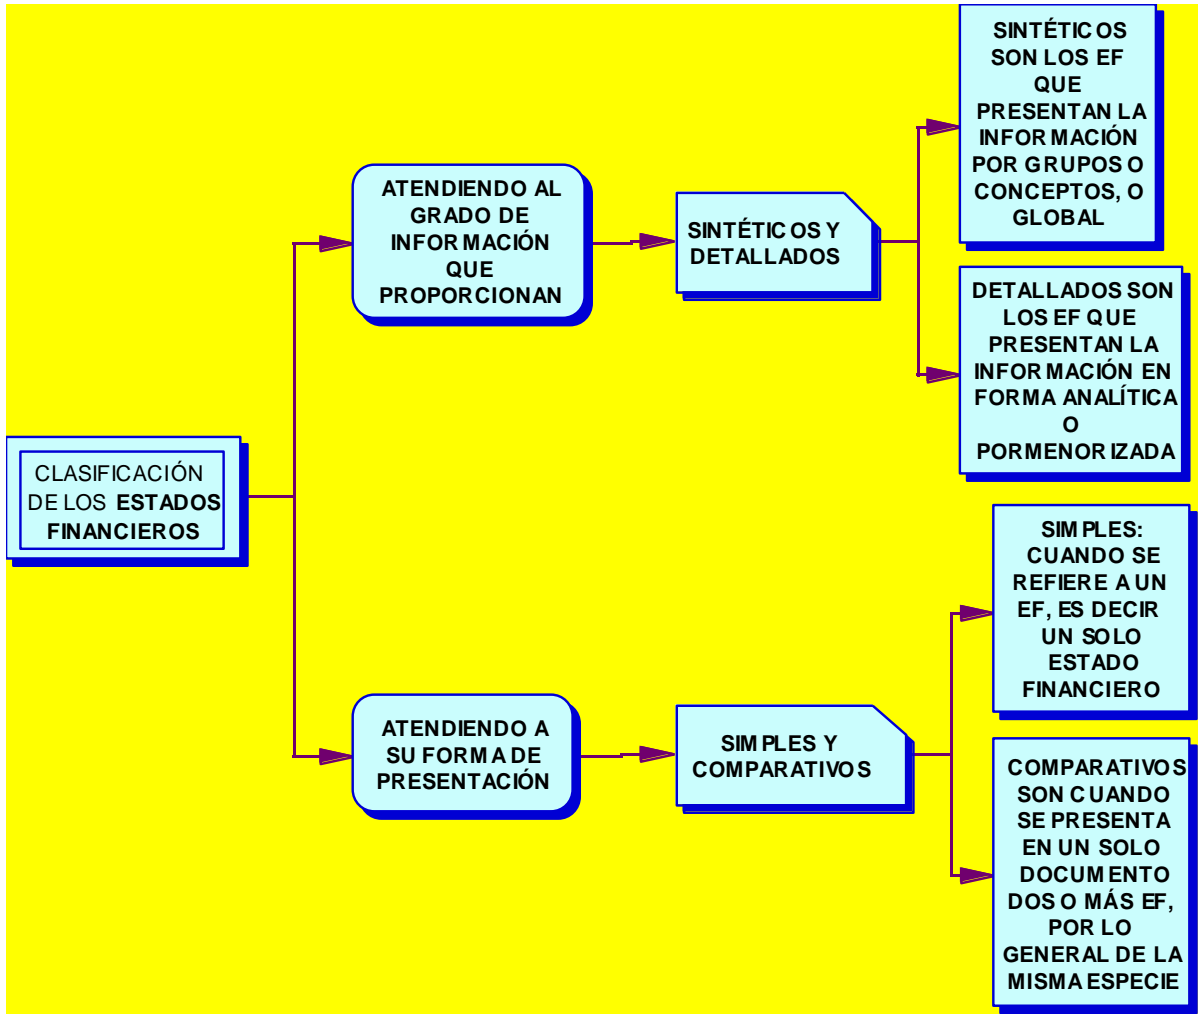 CLASIFICACIÓN
DE LOS ESTADOS
FINANCIEROS
ATENDIENDO AL
GRADO DE
INFORMACIÓN
QUE
PROPORCIONAN
SINTÉTICOS Y
DETALLADOS
SINTÉTICOS
SON LOS EF
QUE
PRESENTAN LA
INFORMACIÓN
POR GRUPOS O
CONCEPTOS, O
GLOBAL
DETALLADOS SON
LOS EF QUE
PRESENTAN LA
INFORMACIÓN EN
FORMA ANALÍTICA
O
PORMENORIZADA
ATENDIENDO A
SU FORMA DE
PRESENTACIÓN
SIMPLES Y
COMPARATIVOS
SIMPLES:
CUANDO SE
REFIERE A UN
EF, ES DECIR
UN SOLO
ESTADO
FINANCIERO
COMPARATIVOS
SON CUANDO
SE PRESENTA
EN UN SOLO
DOCUMENTO
DOS O MÁS EF,
POR LO
GENERAL DE LA
MISMA ESPECIE